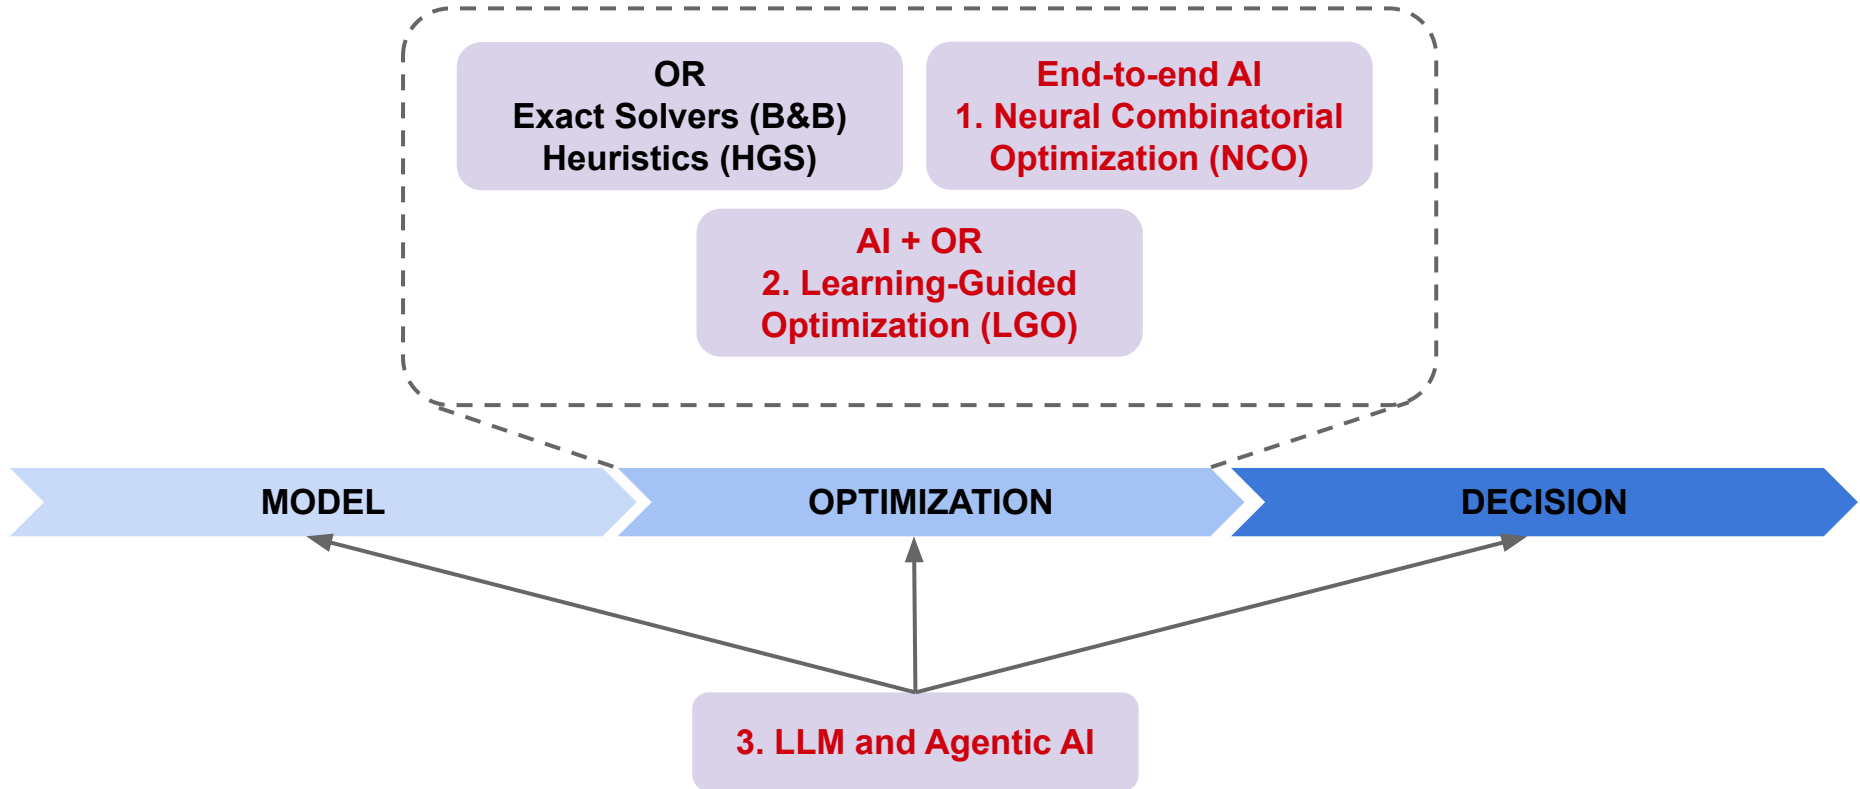 OR
Exact Solvers (B&B)
Heuristics (HGS)
End-to-end AI
1. Neural Combinatorial
Optimization (NCO)
AI + OR
2. Learning-Guided
Optimization (LGO)
MODEL
OPTIMIZATION
DECISION
3. LLM and Agentic AI